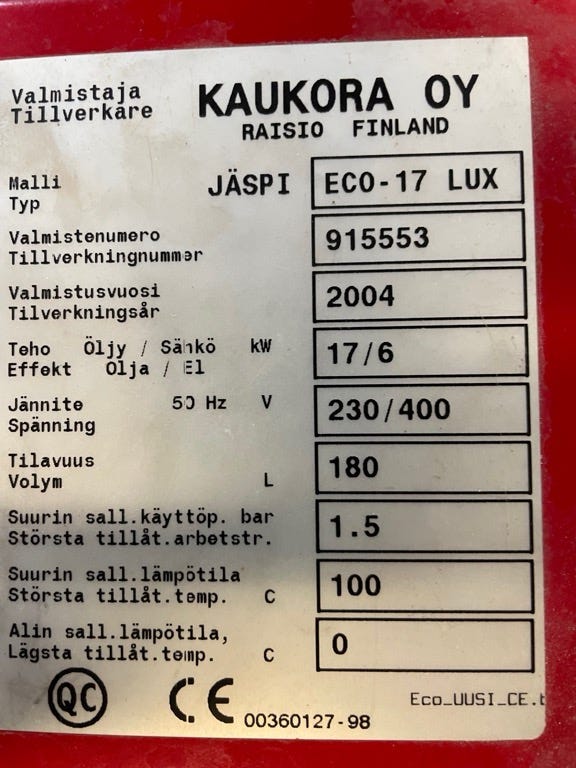 Valmistaja
Tillverkare
KAUKORA OY
RAISIO FINLAND
Malli
Typ
JÄSPI
ECO-17 LUX
Valmistenumero
Tillverkningnummer
915553
Valmistusvuosi
Tilverkningsår
2004
Teho Öljy / Sähkö kW
Effekt Olja / El
17/6
Jännite 50 Hz V
Spänning
230/400
Tilavuus
Volym L
180
Suurin sall.käyttöp. bar
Största tillåt.arbetstr.
1.5
Suurin sall.lämpötila
Största tillåt.temp. C
100
Alin sall.lämpötila,
Lägsta tillåt.temp. C
0
QC
CE
00360127-98
Eco_UUSI_CE.t